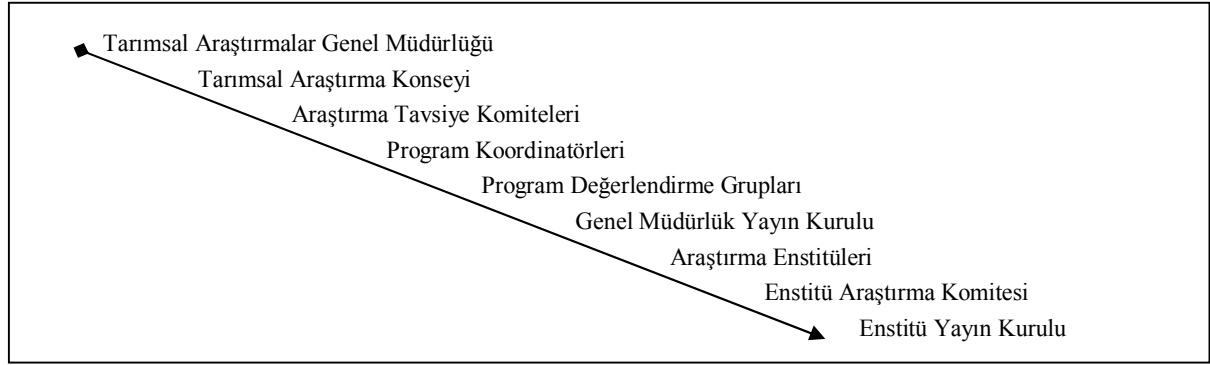 Tarımsal Araştırmalar Genel Müdürlüğü
Tarımsal Araştırma Konseyi
Araştırma Tavsiye Komiteleri
Program Koordinatörleri
Program Değerlendirme Grupları
Genel Müdürlük Yayın Kurulu
Araştırma Enstitüleri
Enstitü Araştırma Komitesi
Enstitü Yayın Kurulu